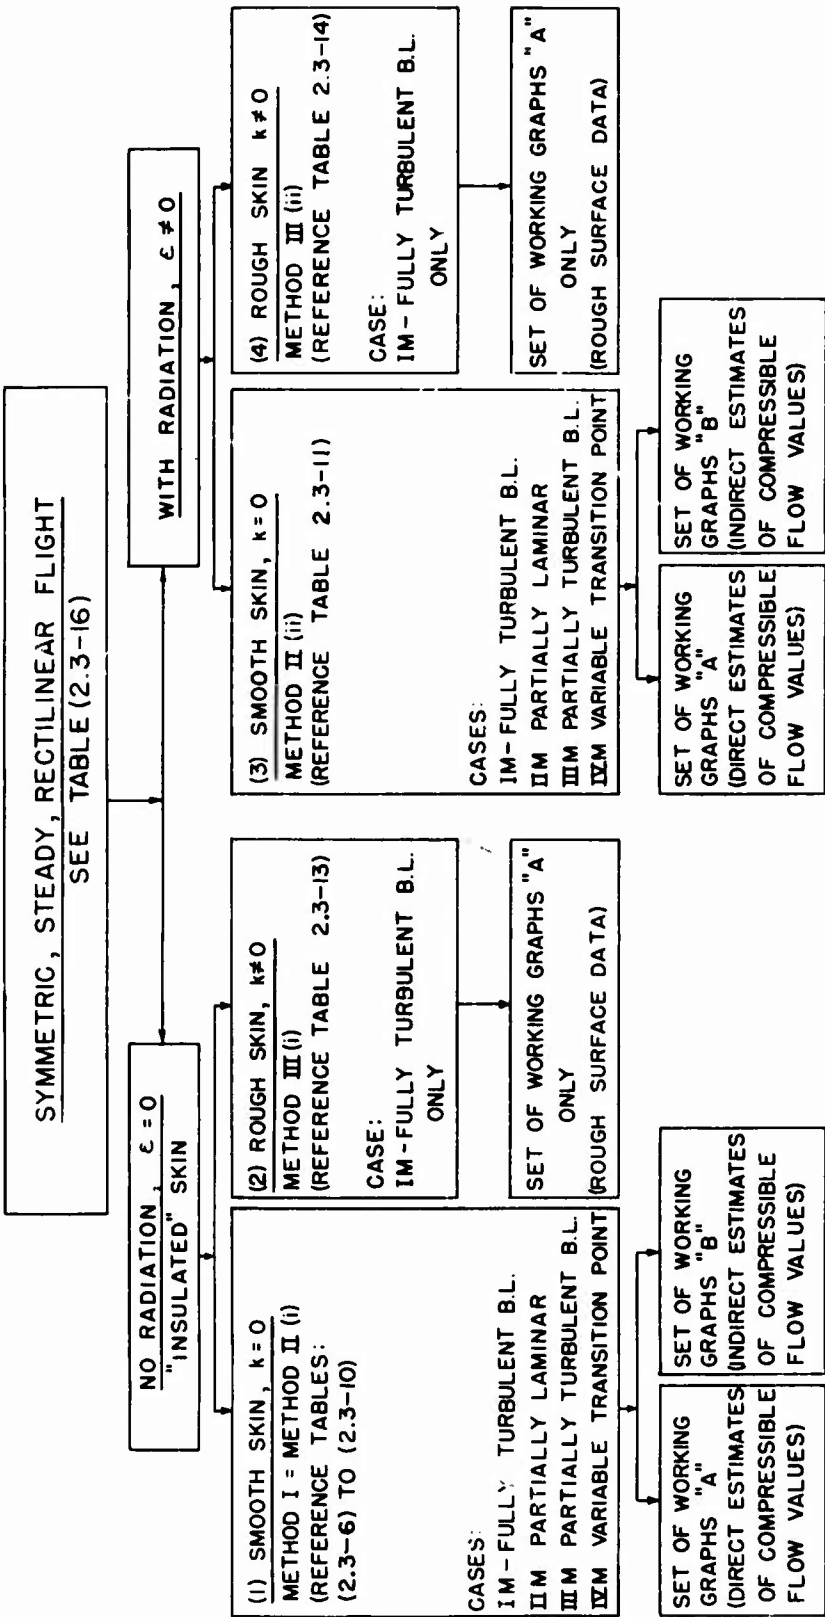 SYMMETRIC, STEADY, RECTILINEAR FLIGHT
SEE TABLE (2.3-16)
NO RADIATION, ε = 0
"INSULATED" SKIN
WITH RADIATION, ε ≠ 0
(1) SMOOTH SKIN, k = 0
METHOD I = METHOD II (i)
(REFERENCE TABLES:
(2.3-6) TO (2.3-10)
CASES:
IM - FULLY TURBULENT B.L.
IIM PARTIALLY LAMINAR
IIIM PARTIALLY TURBULENT B.L.
IVM VARIABLE TRANSITION POINT
(2) ROUGH SKIN, k≠0
METHOD III (i)
(REFERENCE TABLE 2.3-13)
CASE:
IM - FULLY TURBULENT B.L.
ONLY
(3) SMOOTH SKIN, k = 0
METHOD II (ii)
(REFERENCE TABLE 2.3-11)
CASES:
IM - FULLY TURBULENT B.L.
IIM PARTIALLY LAMINAR
IIIM PARTIALLY TURBULENT B.L.
IVM VARIABLE TRANSITION POINT
(4) ROUGH SKIN k ≠ 0
METHOD III (ii)
(REFERENCE TABLE 2.3-14)
CASE:
IM - FULLY TURBULENT B.L.
ONLY
SET OF WORKING
GRAPHS "A"
(DIRECT ESTIMATES
OF COMPRESSIBLE
FLOW VALUES)
SET OF WORKING
GRAPHS "B"
(INDIRECT ESTIMATES
OF COMPRESSIBLE
FLOW VALUES)
SET OF WORKING GRAPHS "A"
ONLY
(ROUGH SURFACE DATA)
SET OF WORKING
GRAPHS "A"
(DIRECT ESTIMATES
OF COMPRESSIBLE
FLOW VALUES)
SET OF WORKING
GRAPHS "B"
(INDIRECT ESTIMATES
OF COMPRESSIBLE
FLOW VALUES)
SET OF WORKING GRAPHS "A"
ONLY
(ROUGH SURFACE DATA)